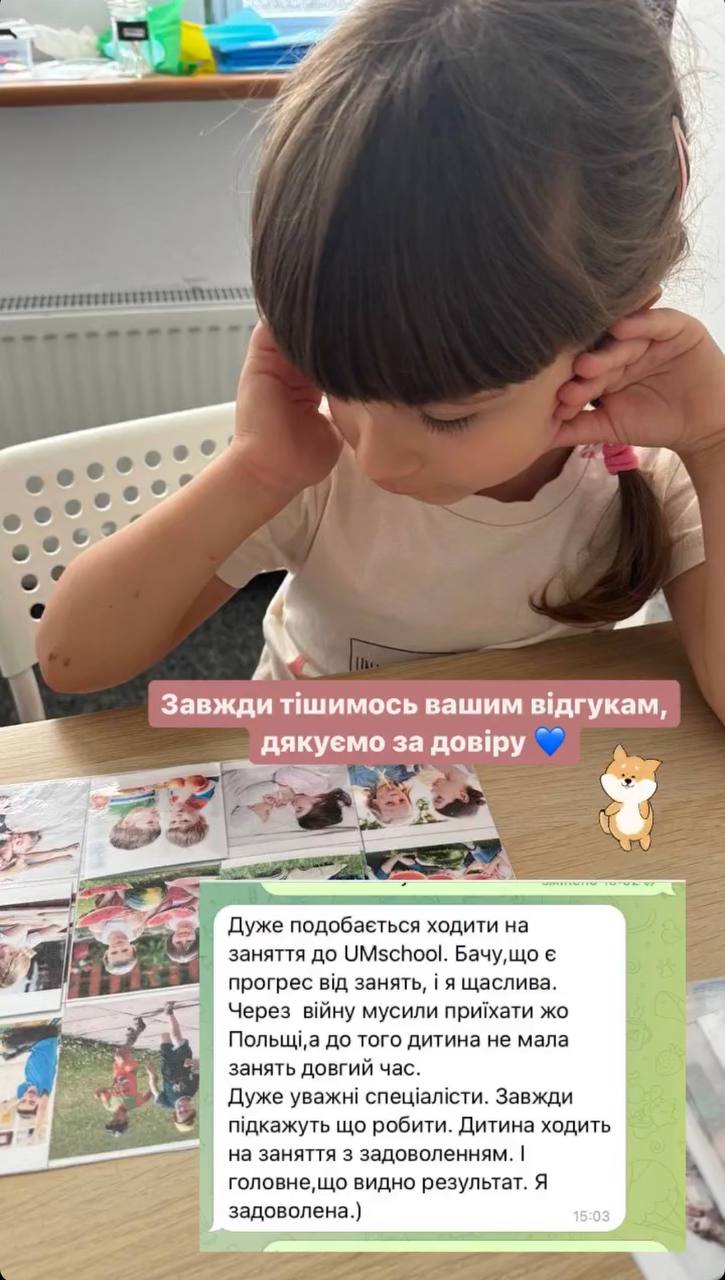 Завжди тішимось вашим відгукам,
дякуємо за довіру 💙
Дуже подобається ходити на
заняття до UMschool. Бачу,що є
прогрес від занять, і я щаслива.
Через  війну мусили приїхати жо
Польщі,а до того дитина не мала
занять довгий час.
Дуже уважні спеціалісти. Завжди
підкажуть що робити. Дитина ходить
на заняття з задоволенням. І
головне,що видно результат. Я
задоволена.)
15:03